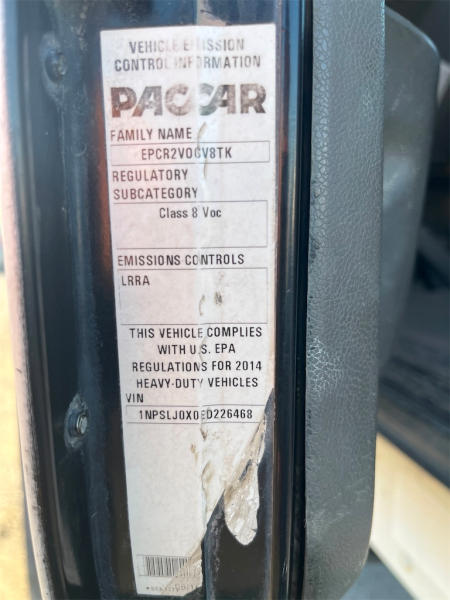 VEHICLE EMISSION
CONTROL INFORMATION
PACCAR
FAMILY NAME
EPCR2VOCV8TK
REGULATORY
SUBCATEGORY
Class 8 Voc
EMISSIONS CONTROLS
LRRA
THIS VEHICLE COMPLIES
WITH U.S. EPA
REGULATIONS FOR 2014
HEAVY-DUTY VEHICLES
VIN
1NPSLJ0X0ED226468